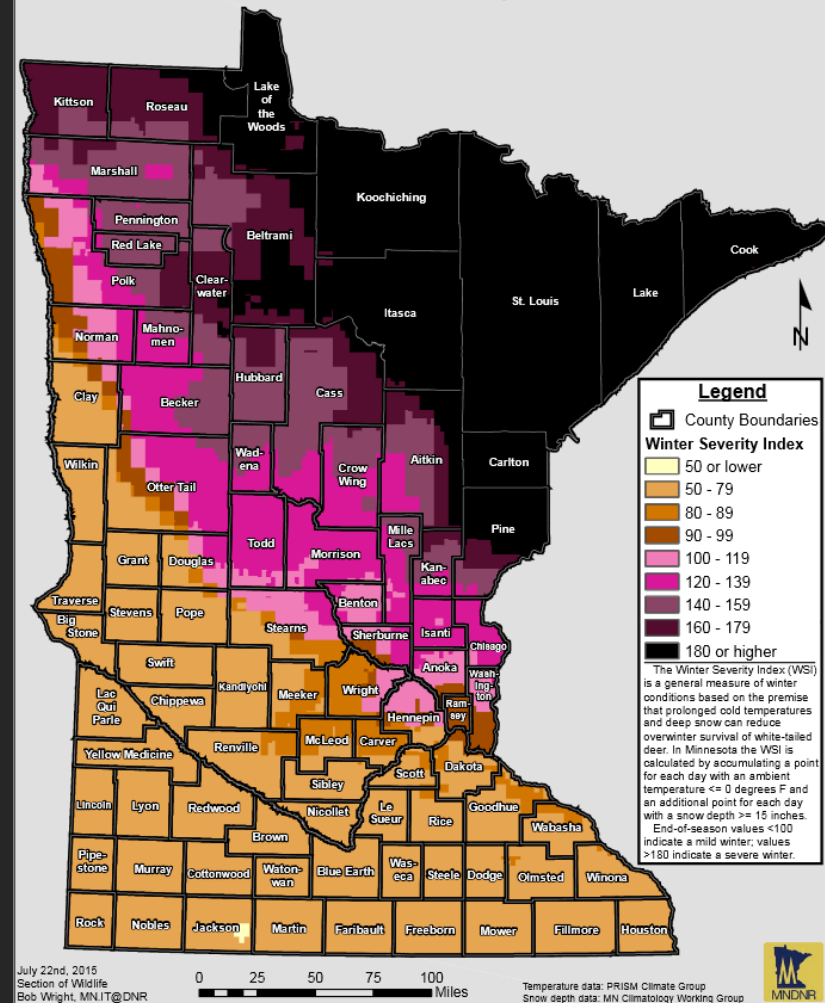 Kittson
Roseau
Lake
of
the
Woods
Marshall
Koochiching
Pennington
Beltrami
Red Lake
Cook
Polk
Clear-
water
Lake
St. Louis
Itasca
N
Norman
Mahno-
men
Hubbard
Cass
Clay
Becker
Wad-
ena
Aitkin
Carlton
Wilkin
Otter Tail
Crow
Wing
Pine
Mille
Lacs
Todd
Morrison
Grant
Douglas
Kan-
abec
Traverse
Big
Stone
Stevens
Pope
Benton
Stearns
Sherburne
Isanti
Chisago
Swift
Anoka
Kandiyohi
Wash-
ing-
ton
Lac
Qui
Parle
Chippewa
Meeker
Wright
Hennepin
Ram-
sey
Yellow Medicine
Renville
McLeod
Carver
Dakota
Scott
Sibley
Lincoln
Lyon
Redwood
Nicollet
Le
Sueur
Rice
Goodhue
Wabasha
Brown
Pipe-
stone
Murray
Cottonwood
Waton-
wan
Blue Earth
Was-
eca
Steele
Dodge
Olmsted
Winona
Rock
Nobles
Jackson
Martin
Faribault
Freeborn
Mower
Fillmore
Houston
Legend
County Boundaries
Winter Severity Index
50 or lower
50 - 79
80 - 89
90 - 99
100 - 119
120 - 139
140 - 159
160 - 179
180 or higher
The Winter Severity Index (WSI)
is a general measure of winter
conditions based on the premise
that prolonged cold temperatures
and deep snow can reduce
overwinter survival of white-tailed
deer. In Minnesota the WSI is
calculated by accumulating a point
for each day with an ambient
temperature <= 0 degrees F and
an additional point for each day
with a snow depth >= 15 inches.
End-of-season values <100
indicate a mild winter; values
>180 indicate a severe winter.
July 22nd, 2015
Section of Wildlife
Bob Wright, MN.IT@DNR
0 25 50 75 100
Miles
Temperature data: PRISM Climate Group
Snow depth data: MN Climatology Working Group
MNDNR